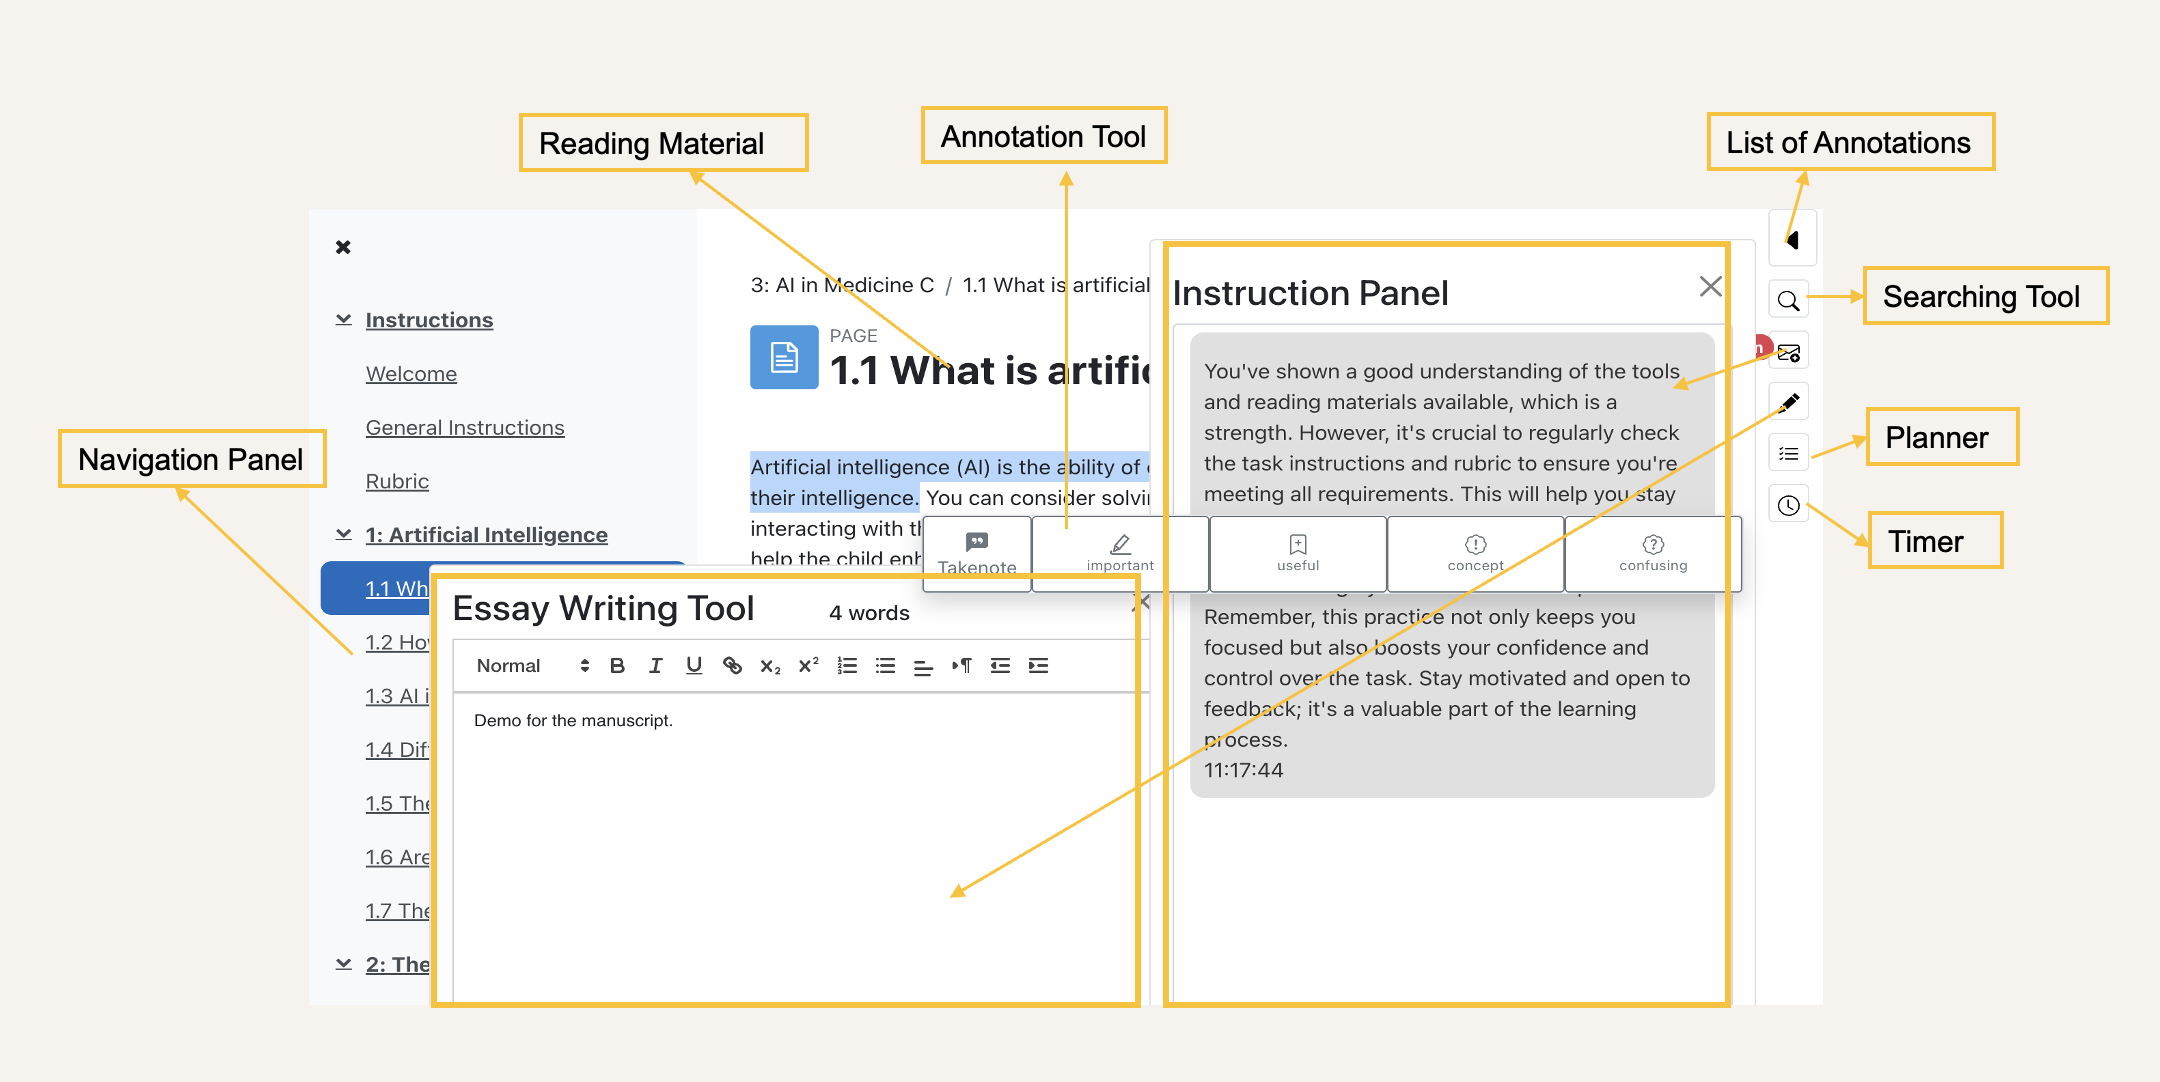 Reading Material
Annotation Tool
List of Annotations
Searching Tool
Planner
Timer
Navigation Panel
Instructions
Welcome
General Instructions
Rubric
1: Artificial Intelligence
1.1 Wh
1.2 How
1.3 AI i
1.4 Dif
1.5 The
1.6 Are
1.7 The
2: The
3: AI in Medicine C / 1.1 What is artificial
PAGE
1.1 What is artific
Artificial intelligence (AI) is the ability of
their intelligence. You can consider solvin
interacting with th
help the child enh
Takenote
important
useful
concept
confusing
Essay Writing Tool 4 words
Normal
Demo for the manuscript.
Instruction Panel
You've shown a good understanding of the tools
and reading materials available, which is a
strength. However, it's crucial to regularly check
the task instructions and rubric to ensure you're
meeting all requirements. This will help you stay
Remember, this practice not only keeps you
focused but also boosts your confidence and
control over the task. Stay motivated and open to
feedback; it's a valuable part of the learning
process.
11:17:44